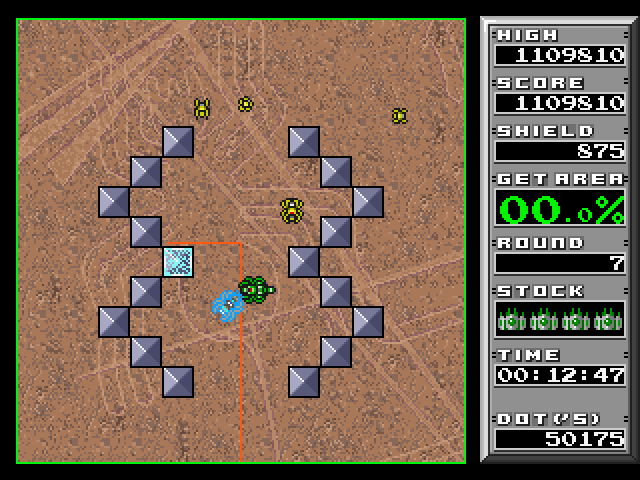 HIGH
1109810
SCORE
1109810
SHIELD
875
GET AREA
00.0%
ROUND
7
STOCK
TIME
00:12:47
DOT('S)
50175